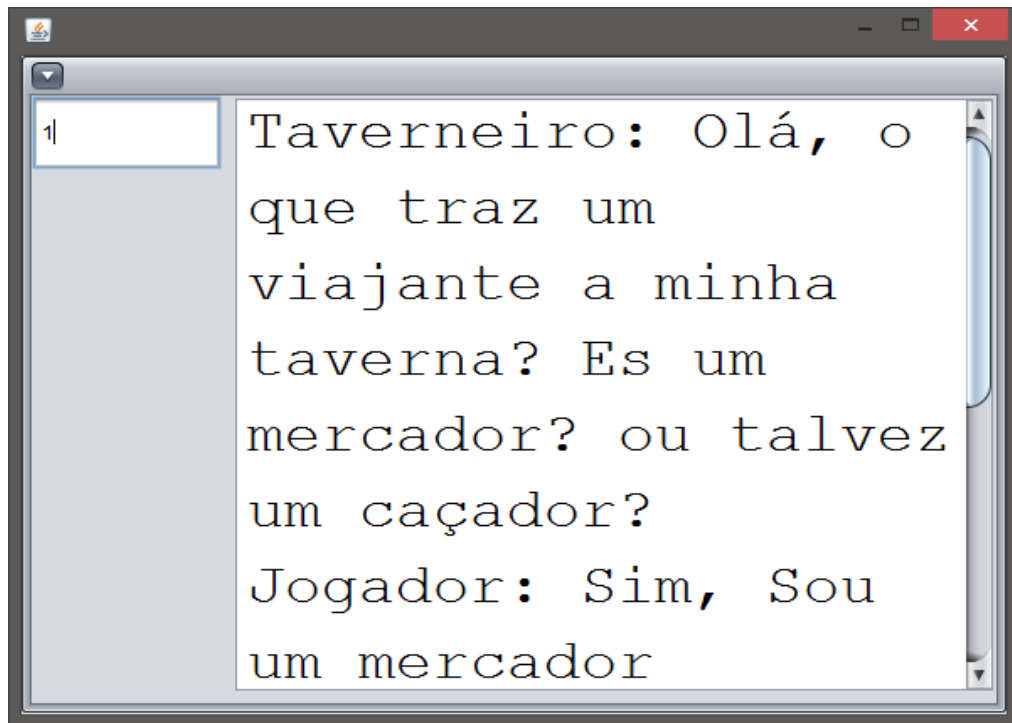 1
Taverneiro: Olá, o
que traz um
viajante a minha
taverna? Es um
mercador? ou talvez
um caçador?
Jogador: Sim, Sou
um mercador